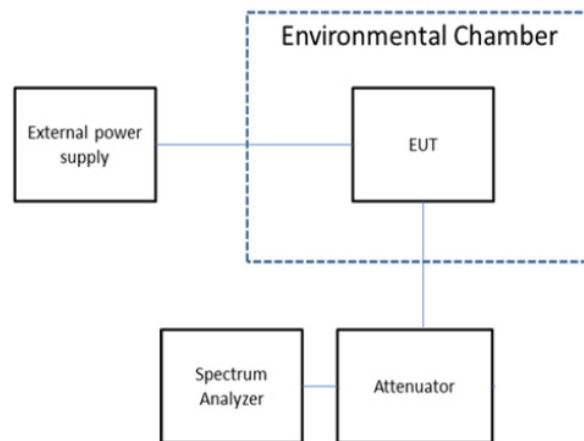 Environmental Chamber
External power
supply
EUT
Spectrum
Analyzer
Attenuator